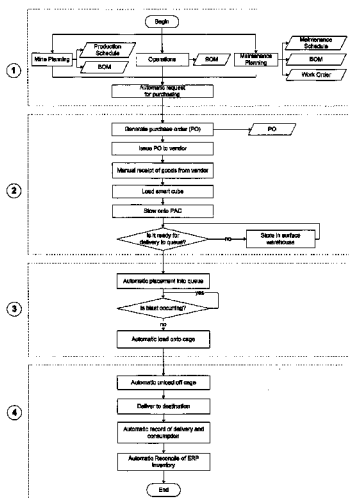 Begin
Mine Planning
Production
Schedule
BOM
Operations
BOM
Maintenance
Planning
Maintenance
Schedule
BOM
Work Order
1
Automatic request
for purchasing
Generate purchase order (PO)
PO
Issue PO to vendor
Manual receipt of goods from vendor
Load smart cube
2
Stow onto PAC
Is it ready for
delivery to queue?
no
Store in surface
warehouse
Automatic placement into queue
yes
3
Is blast occurring?
no
Automatic load onto cage
Automatic unload off cage
Deliver to destination
4
Automatic record of delivery and
consumption
Automatic Reconcile of ERP
Inventory
End